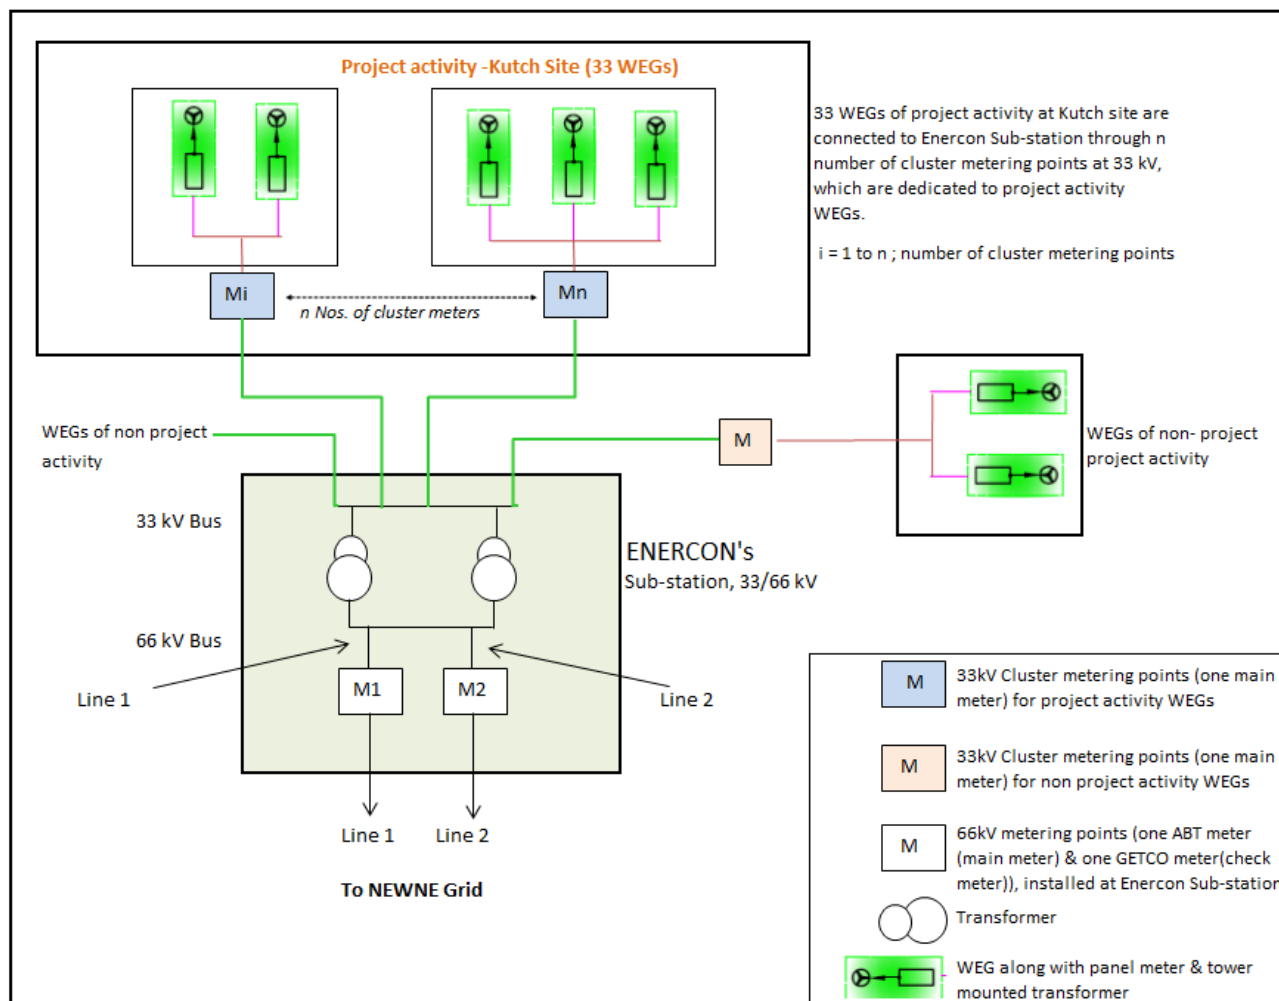 Project activity -Kutch Site (33 WEGs)
33 WEGs of project activity at Kutch site are
connected to Enercon Sub-station through n
number of cluster metering points at 33 kV,
which are dedicated to project activity
WEGs.
i = 1 to n ; number of cluster metering points
Mi
Mn
n Nos. of cluster meters
WEGs of non project
activity
M
WEGs of non- project
project activity
33 kV Bus
ENERCON's
Sub-station, 33/66 kV
66 kV Bus
M1
M2
Line 1
Line 2
Line 1
Line 2
To NEWNE Grid
M
33kV Cluster metering points (one main
meter) for project activity WEGs
M
33kV Cluster metering points (one main
meter) for non project activity WEGs
M
66kV metering points (one ABT meter
(main meter) & one GETCO meter(check
meter)), installed at Enercon Sub-station
Transformer
WEG along with panel meter & tower
mounted transformer